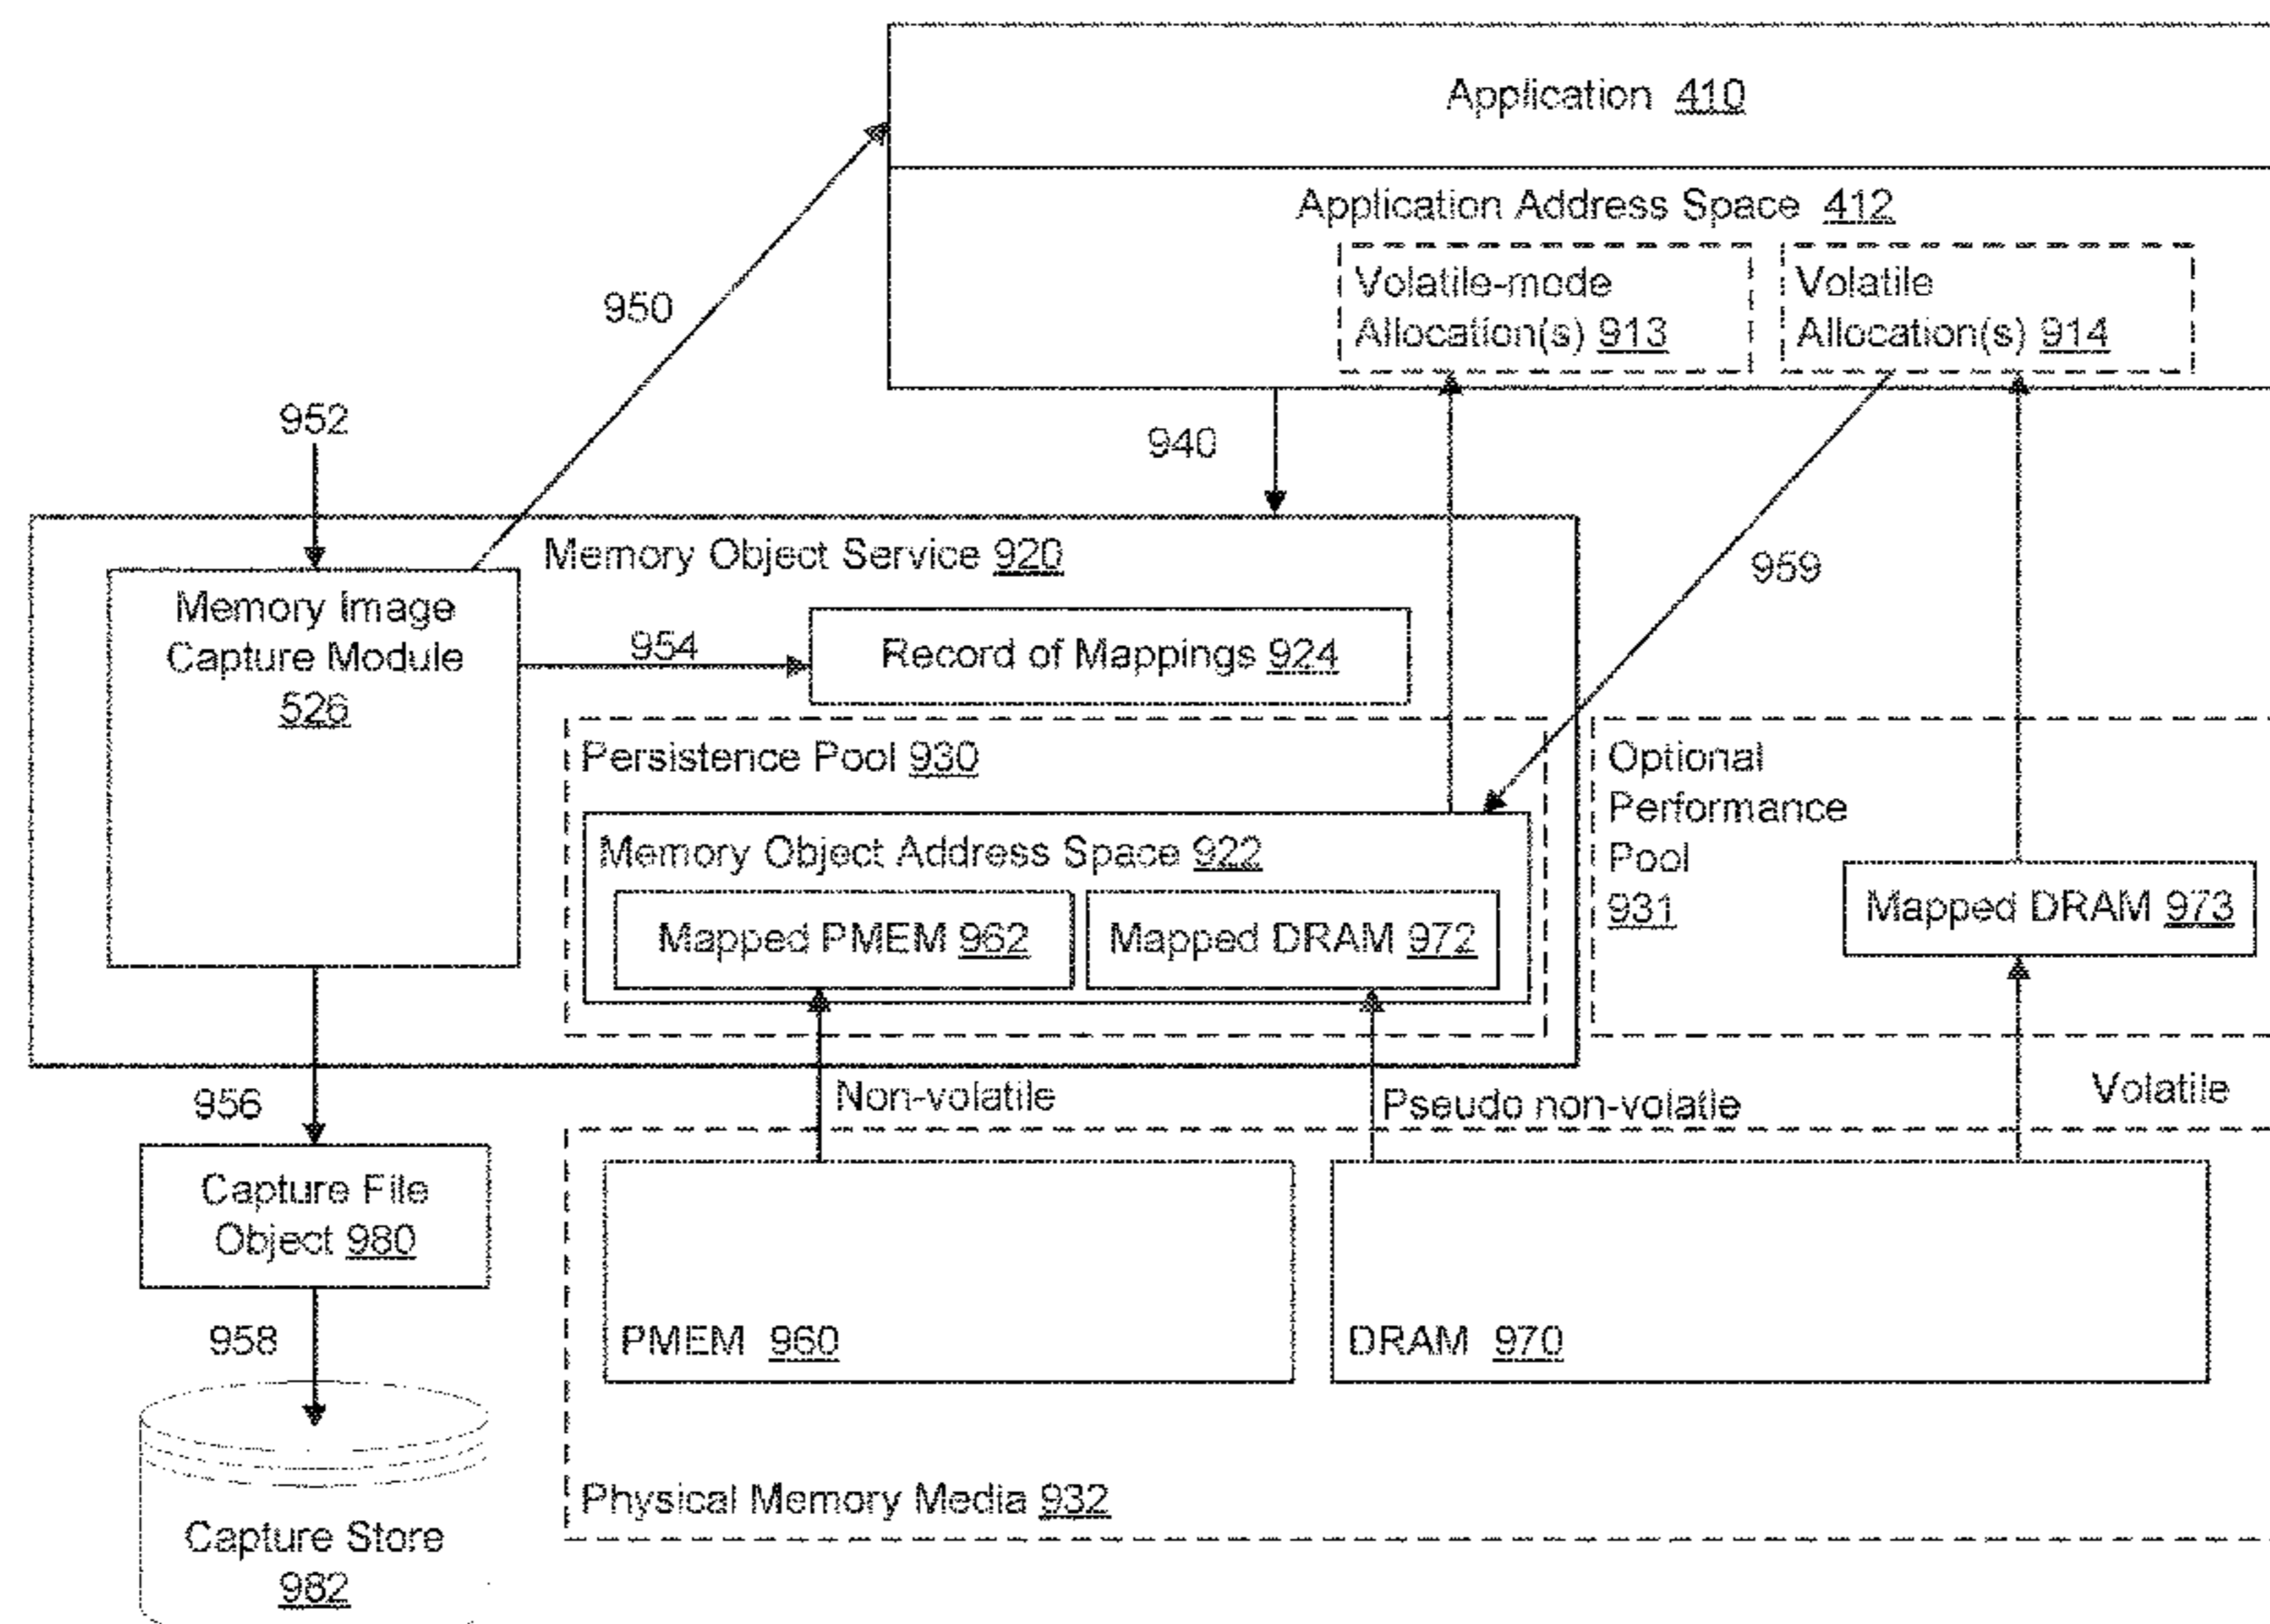 Application 410
Application Address Space 412
Volatile-mode
Allocation(s) 913
Volatile
Allocation(s) 914
950
952
940
959
Memory Object Service 920
Memory Image
Capture Module
526
954
Record of Mappings 924
Persistence Pool 930
Optional
Performance
Pool
931
Memory Object Address Space 922
Mapped PMEM 962
Mapped DRAM 972
Mapped DRAM 973
956
Non-volatile
Pseudo non-volatle
Volatile
Capture File
Object 980
958
PMEM 960
DRAM 970
Physical Memory Media 932
Capture Store
982